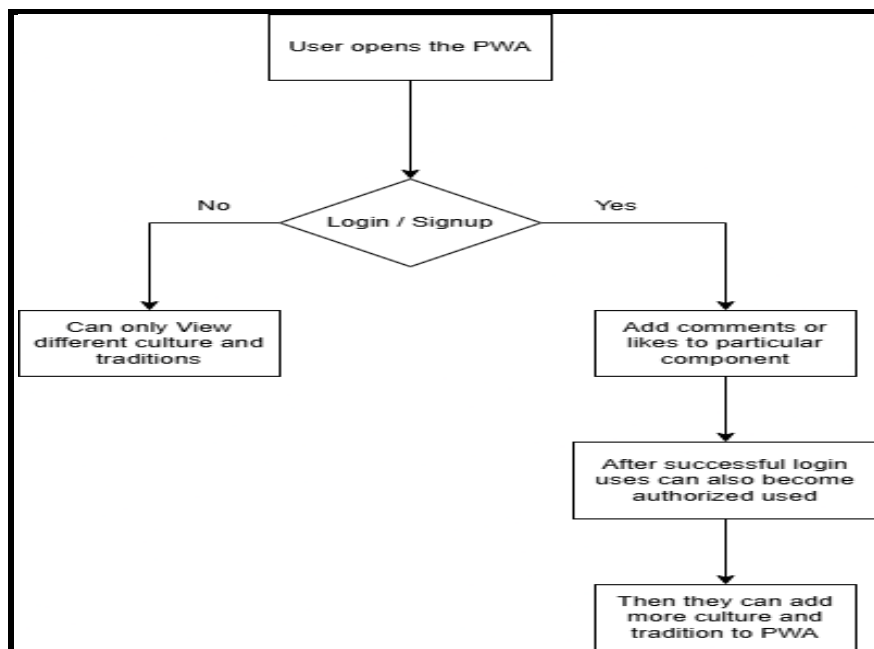 User opens the PWA
No
Login / Signup
Yes
Can only View
different culture and
traditions
Add comments or
likes to particular
component
After successful login
uses can also become
authorized used
Then they can add
more culture and
tradition to PWA